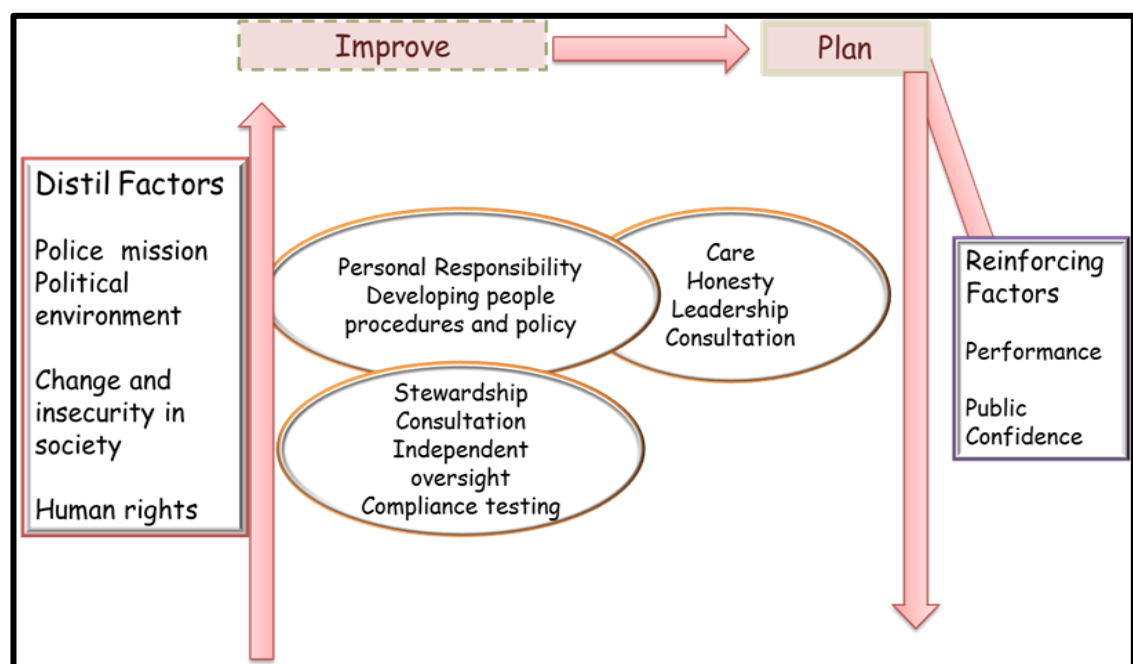 Improve
Plan
Distil Factors
Police mission
Political
environment
Change and
insecurity in
society
Human rights
Personal Responsibility
Developing people
procedures and policy
Care
Honesty
Leadership
Consultation
Stewardship
Consultation
Independent
oversight
Compliance testing
Reinforcing
Factors
Performance
Public
Confidence